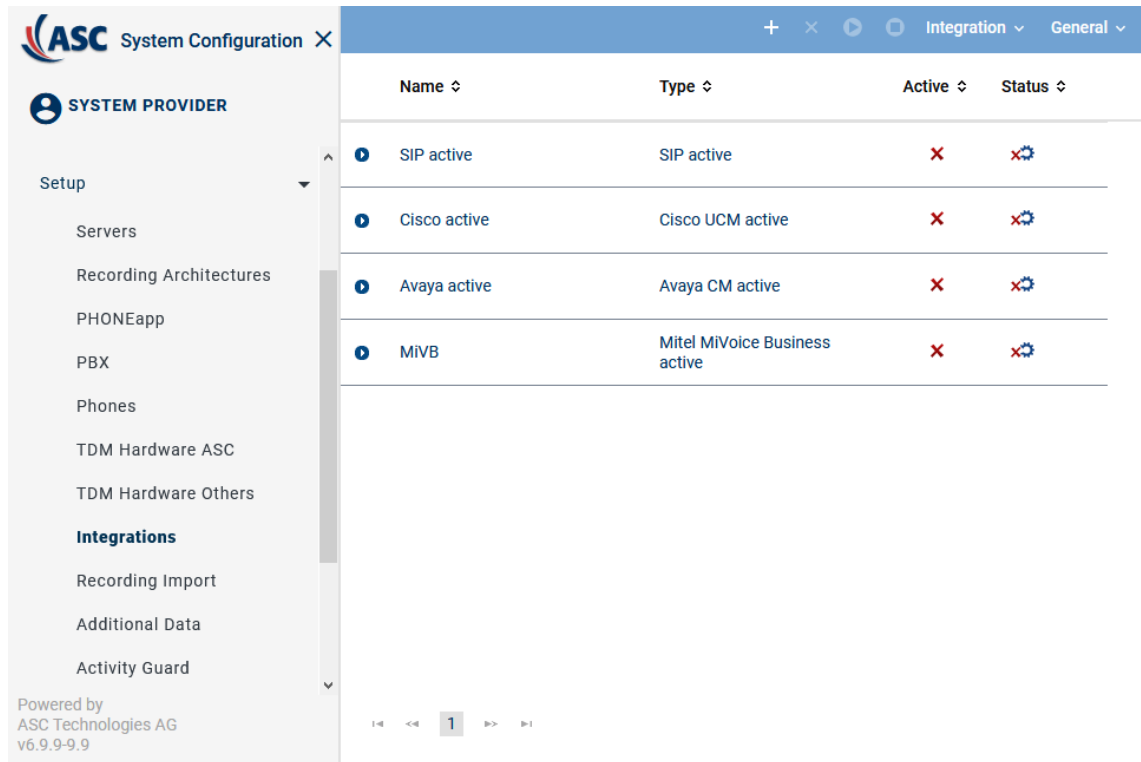 ASC System Configuration
Integration General
SYSTEM PROVIDER
Name Type Active Status
Setup
Servers
Recording Architectures
PHONEapp
PBX
Phones
TDM Hardware ASC
TDM Hardware Others
Integrations
Recording Import
Additional Data
Activity Guard
SIP active SIP active
Cisco active Cisco UCM active
Avaya active Avaya CM active
MiVB Mitel MiVoice Business
active
Powered by
ASC Technologies AG
v6.9.9-9.9
1